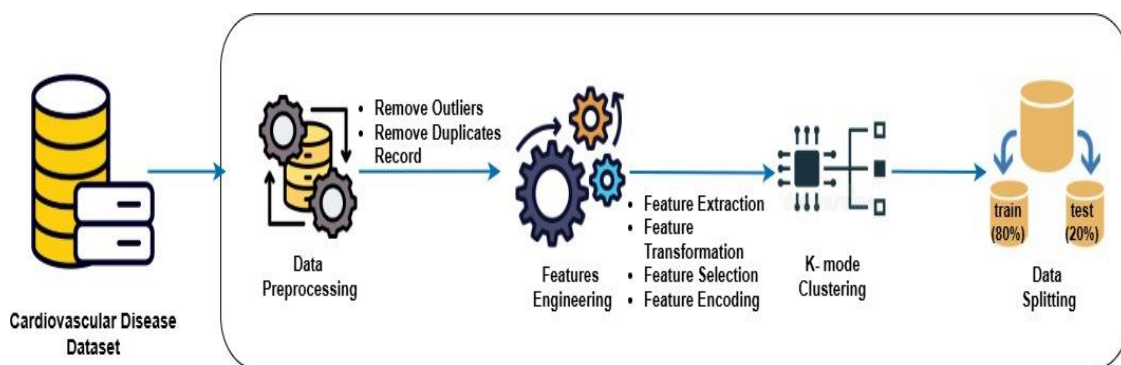 Cardiovascular Disease
Dataset
Data
Preprocessing
• Remove Outliers
• Remove Duplicates
Record
Features
Engineering
• Feature Extraction
• Feature
Transformation
• Feature Selection
• Feature Encoding
K- mode
Clustering
train
(80%)
test
(20%)
Data
Splitting